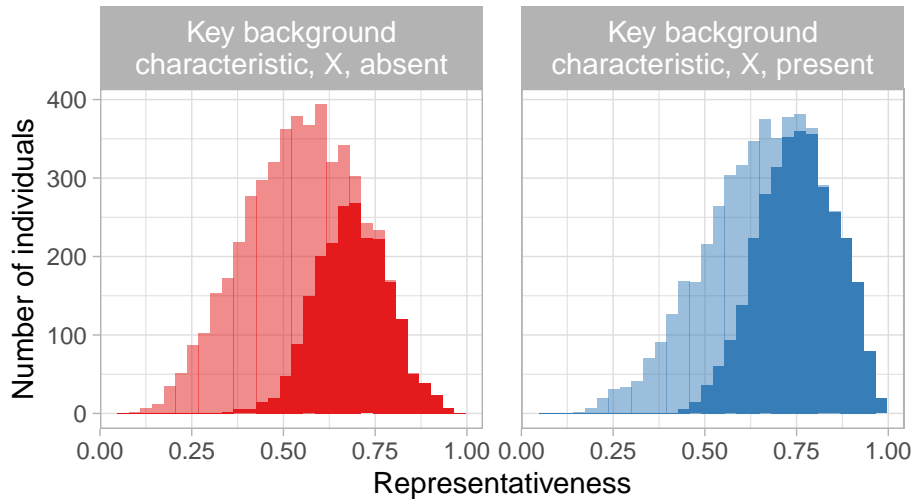 Key background
characteristic, X, absent
Key background
characteristic, X, present
Number of individuals
400
300
200
100
0
0.00 0.25 0.50 0.75 1.00
0.00 0.25 0.50 0.75 1.00
Representativeness